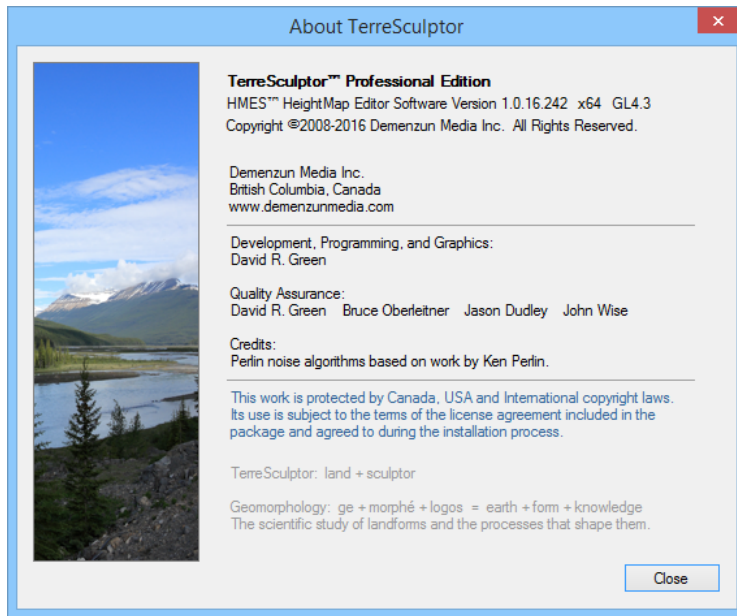 About TerreSculptor
TerreSculptor™ Professional Edition
HMES™ HeightMap Editor Software Version 1.0.16.242 x64 GL4.3
Copyright ©2008-2016 Demenzun Media Inc. All Rights Reserved.
Demenzun Media Inc.
British Columbia, Canada
www.demenzunmedia.com
Development, Programming, and Graphics:
David R. Green
Quality Assurance:
David R. Green Bruce Oberleitner Jason Dudley John Wise
Credits:
Perlin noise algorithms based on work by Ken Perlin.
This work is protected by Canada, USA and International copyright laws.
Its use is subject to the terms of the license agreement included in the
package and agreed to during the installation process.
TerreSculptor: land + sculptor
Geomorphology: ge + morphé + logos = earth + form + knowledge
The scientific study of landforms and the processes that shape them.
Close